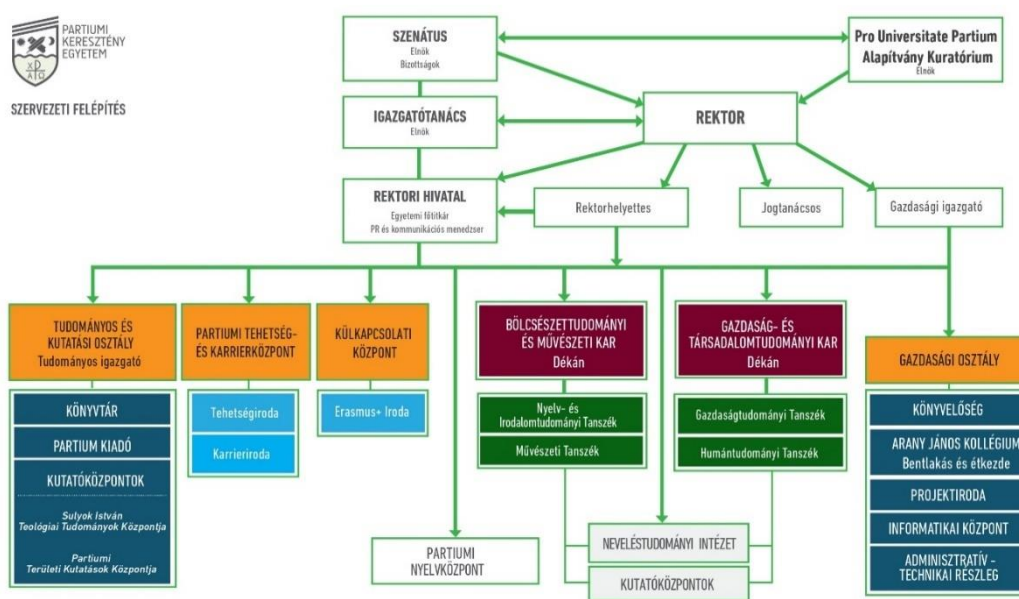 PARTIUMI
KERESZTÉNY
EGYETEM
SZERVEZETI FELÉPÍTÉS
SZENÁTUS
Elnök
Bizottságok
Pro Universitate Partium
Alapítvány Kuratórium
Elnök
IGAZGATÓTANÁCS
Elnök
REKTOR
REKTORI HIVATAL
Egyetemi főtitkár
PR és kommunikációs menedzser
Rektorhelyettes
Jogtanácsos
Gazdasági igazgató
TUDOMÁNYOS ÉS
KUTATÁSI OSZTÁLY
Tudományos igazgató
KÖNYVTÁR
PARTIUM KIADÓ
KUTATÓKÖZPONTOK
Sulyok István
Teológiai Tudományok Központja
Partiumi
Területi Kutatások Központja
PARTIUMI TEHETSÉG-
ÉS KARRIERKÖZPONT
Tehetségiroda
Karrieriroda
KÜLKAPCSOLATI
KÖZPONT
Erasmus+ Iroda
PARTIUMI
NYELVKÖZPONT
BÖLCSÉSZETTUDOMÁNYI
ÉS MŰVÉSZETI KAR
Dékán
Nyelv- és
Irodalomtudományi Tanszék
Művészeti Tanszék
GAZDASÁG- ÉS
TÁRSADALOMTUDOMÁNYI KAR
Dékán
Gazdaságtudományi Tanszék
Humántudományi Tanszék
NEVELÉSTUDOMÁNYI INTÉZET
KUTATÓKÖZPONTOK
GAZDASÁGI OSZTÁLY
KÖNYVELŐSÉG
ARANY JÁNOS KOLLÉGIUM
Bentlakás és étkezde
PROJEKTIRODA
INFORMATIKAI KÖZPONT
ADMINISZTRATÍV -
TECHNIKAI RÉSZLEG